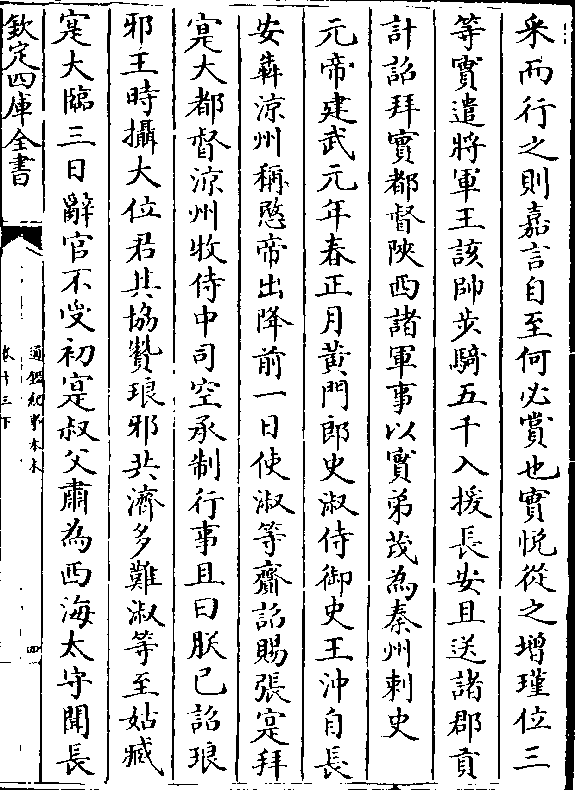 采而行之則嘉言自至何必賞也實悅從之增瑾位三
等實遣將軍王該帥步騎五千入援長安且送諸郡貢
計詔拜實都督陜西諸軍事以實弟茂為秦州刺史
元帝建武元年春正月黃門郎史淑侍御史王沖自長
安犇涼州稱愍帝出降前一日使淑等齎詔賜張寔拜
寔大都督涼州牧侍中司空承制行事且曰朕已詔琅
邪王時攝大位君其協贊琅邪共濟多難淑等至姑臧
寔大臨三日辭官不受初寔叔父肅為西海太守聞長
欽定四庫全書
通鑑紀事本末
卷十三下
四